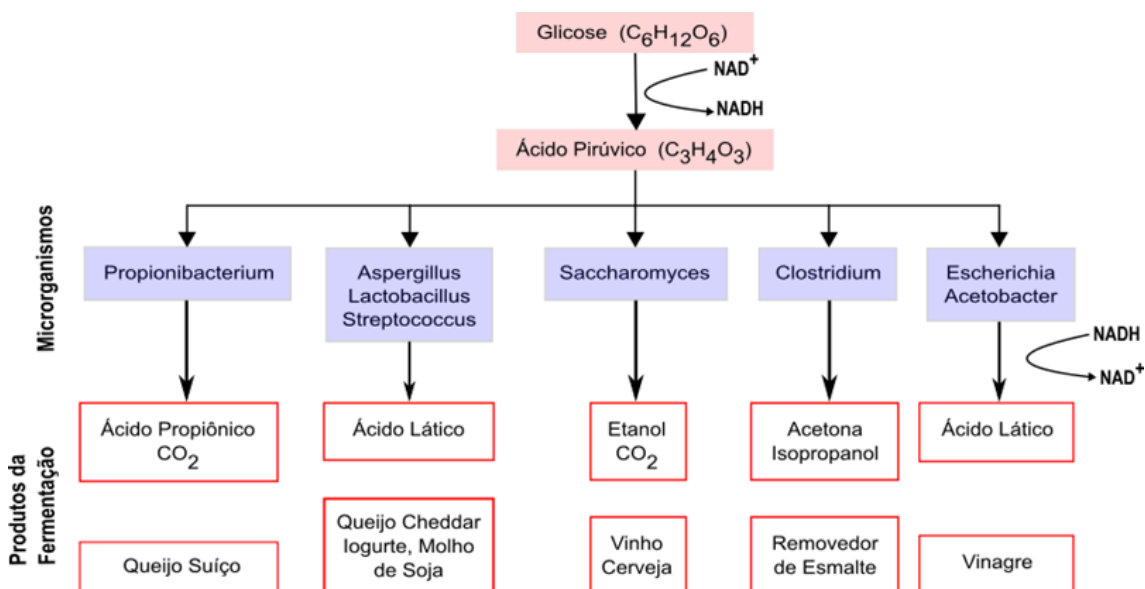 Glicose (C6H12O6)
NAD+
NADH
Ácido Pirúvico (C3H4O3)
Microrganismos
Propionibacterium
Aspergillus
Lactobacillus
Streptococcus
Saccharomyces
Clostridium
Escherichia
Acetobacter
NADH
NAD+
Produtos da
Fermentação
Ácido Propiônico
CO2
Ácido Lático
Etanol
CO2
Acetona
Isopropanol
Ácido Lático
Queijo Suíço
Queijo Cheddar
Iogurte, Molho
de Soja
Vinho
Cerveja
Removedor
de Esmalte
Vinagre